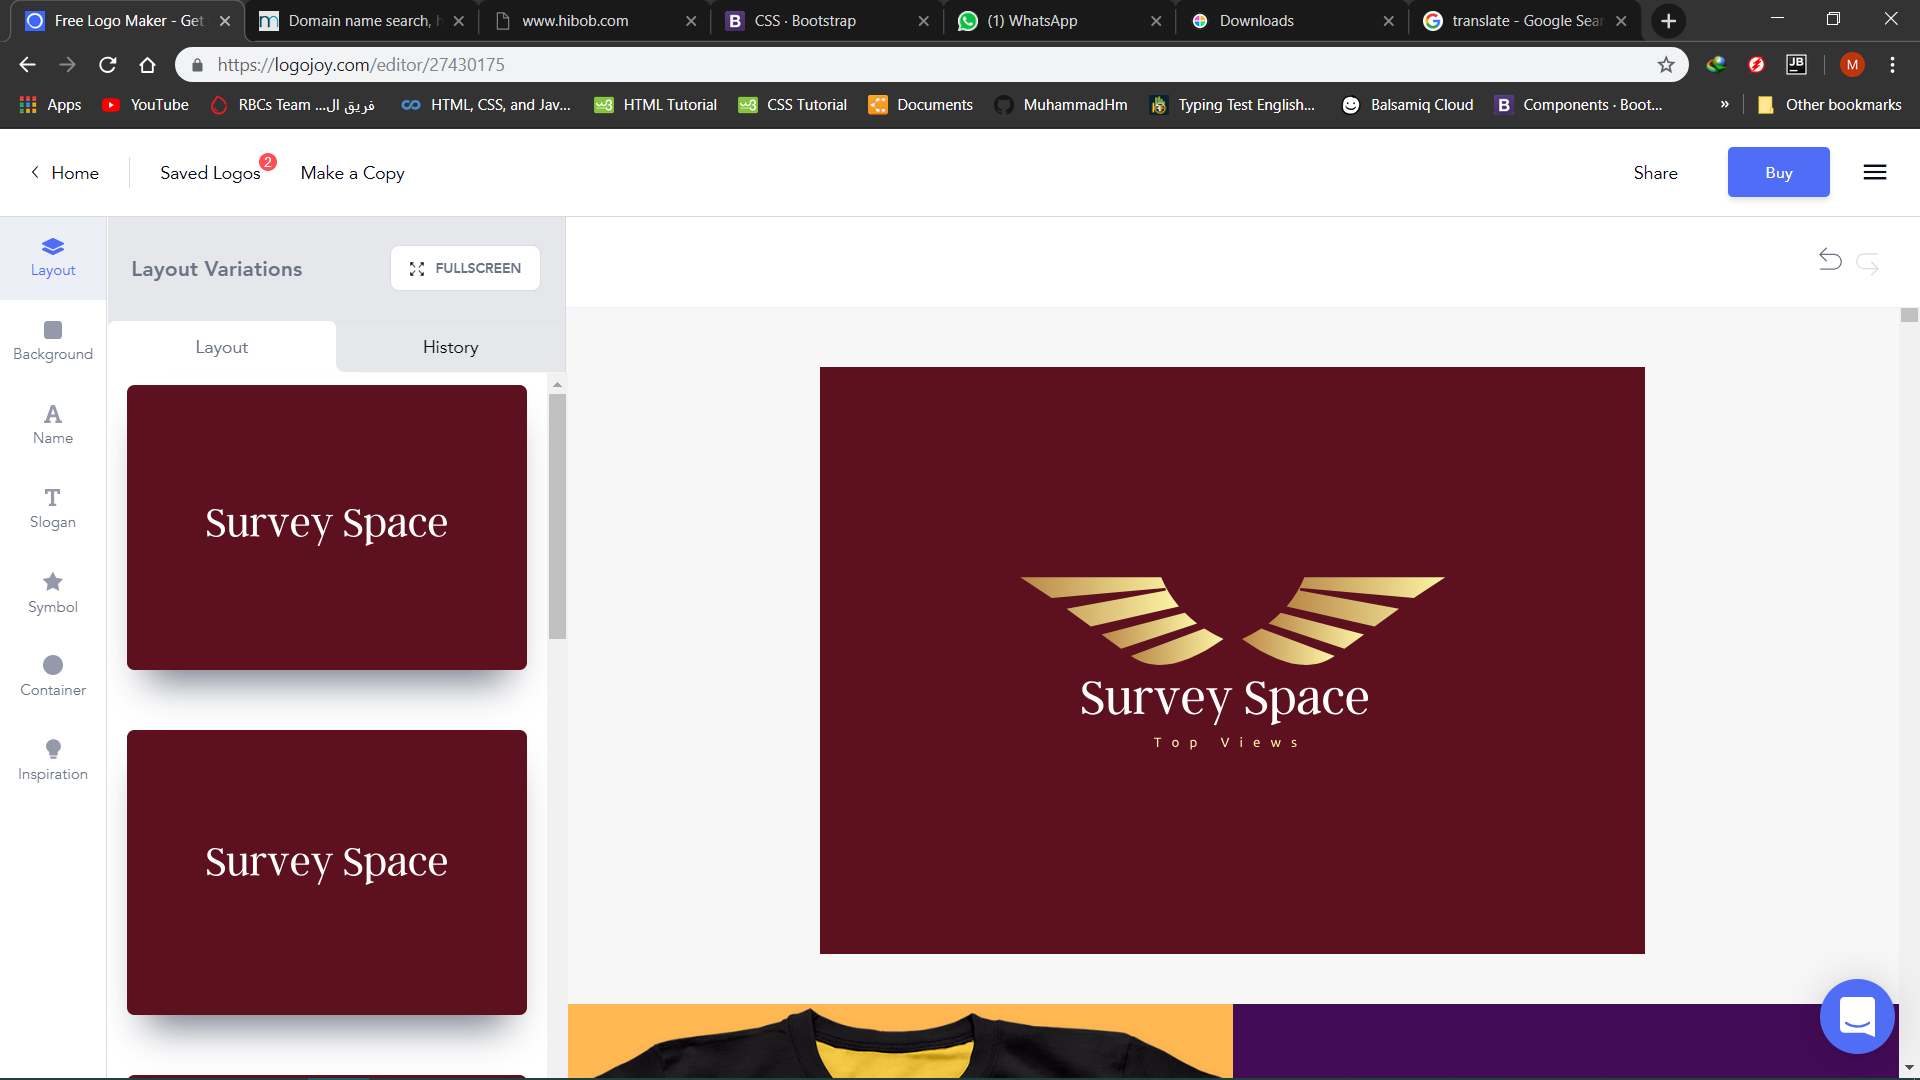 Free Logo Maker - Get
Domain name search, h
www.hibob.com
CSS · Bootstrap
(1) WhatsApp
Downloads
translate - Google Sear
https://logojoy.com/editor/27430175
M
Apps
YouTube
RBCs Team ...فريق ال
HTML, CSS, and Jav...
HTML Tutorial
CSS Tutorial
Documents
MuhammadHm
Typing Test English...
Balsamiq Cloud
Components · Boot...
»
Other bookmarks
Home
Saved Logos
2
Make a Copy
Share
Buy
Layout
Background
Name
Slogan
Symbol
Container
Inspiration
Layout Variations
FULLSCREEN
Layout
History
Survey Space
Survey Space
Survey Space
Top Views